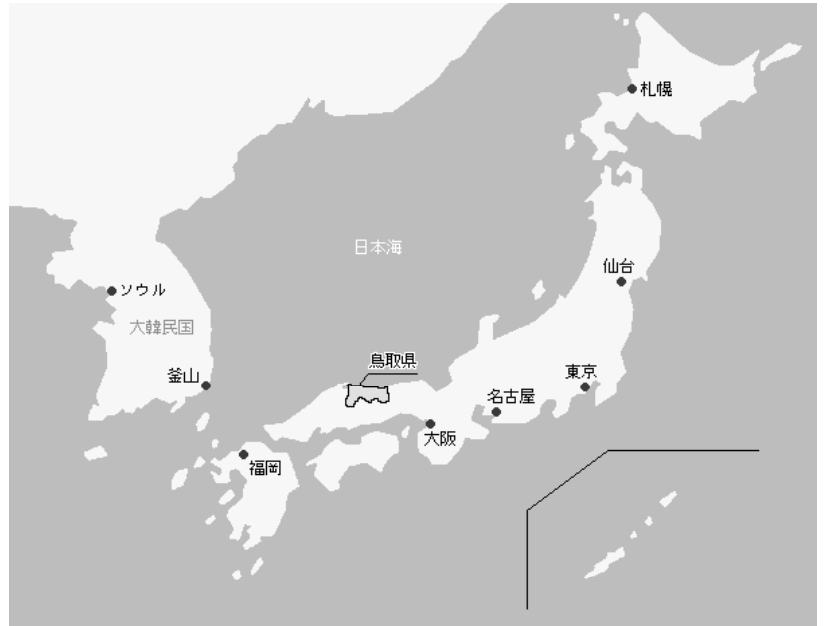 札幌
日本海
仙台
ソウル
大韓民国
鳥取県
釜山
東京
名古屋
大阪
福岡